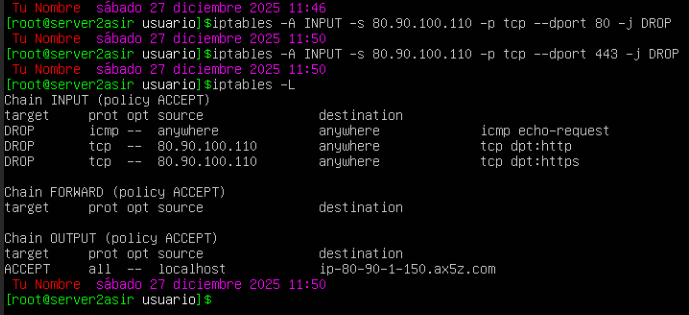 Tu Nombre sábado 27 diciembre 2025 11:46
[root@server2asir usuario]$iptables -A INPUT -s 80.90.100.110 -p tcp --dport 80 -j DROP
Tu Nombre sábado 27 diciembre 2025 11:50
[root@server2asir usuario]$iptables -A INPUT -s 80.90.100.110 -p tcp --dport 443 -j DROP
Tu Nombre sábado 27 diciembre 2025 11:50
[root@server2asir usuario]$iptables -L
Chain INPUT (policy ACCEPT)
target prot opt source destination
DROP icmp -- anywhere anywhere icmp echo-request
DROP tcp -- 80.90.100.110 anywhere tcp dpt:http
DROP tcp -- 80.90.100.110 anywhere tcp dpt:https
Chain FORWARD (policy ACCEPT)
target prot opt source destination
Chain OUTPUT (policy ACCEPT)
target prot opt source destination
ACCEPT all -- localhost ip-80-90-1-150.ax5z.com
Tu Nombre sábado 27 diciembre 2025 11:50
[root@server2asir usuario]$